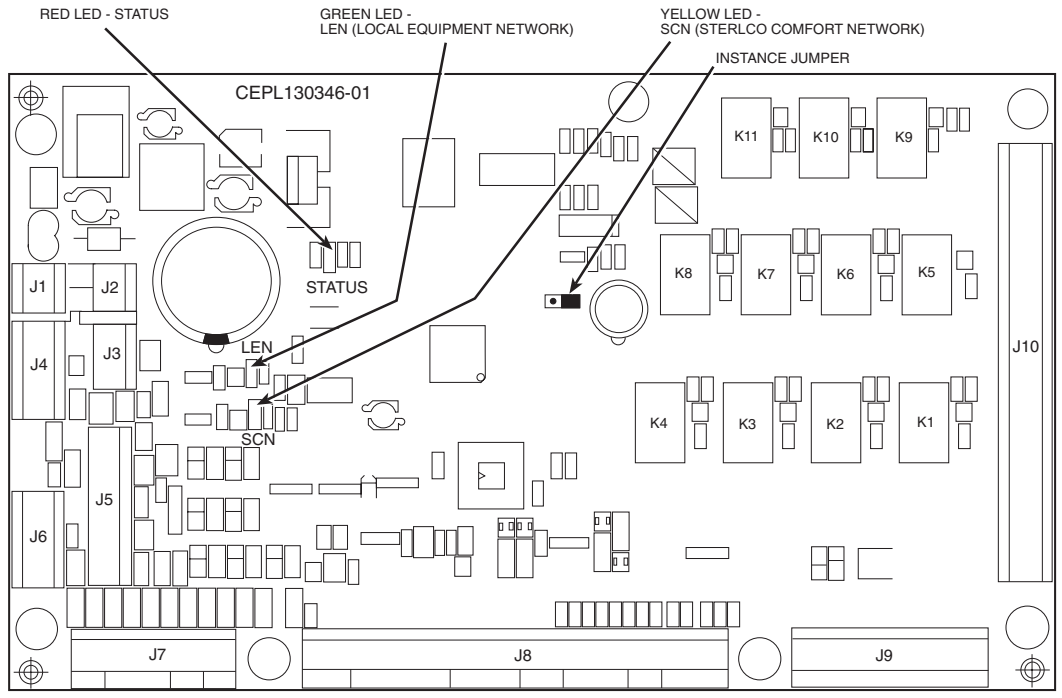 RED LED - STATUS
GREEN LED -
LEN (LOCAL EQUIPMENT NETWORK)
YELLOW LED -
SCN (STERLCO COMFORT NETWORK)
INSTANCE JUMPER
CEPL130346-01
K11
K10
K9
K8
K7
K6
K5
STATUS
J1
J2
LEN
J4
J3
J10
K4
K3
K2
K1
SCN
J5
J6
J7
J8
J9